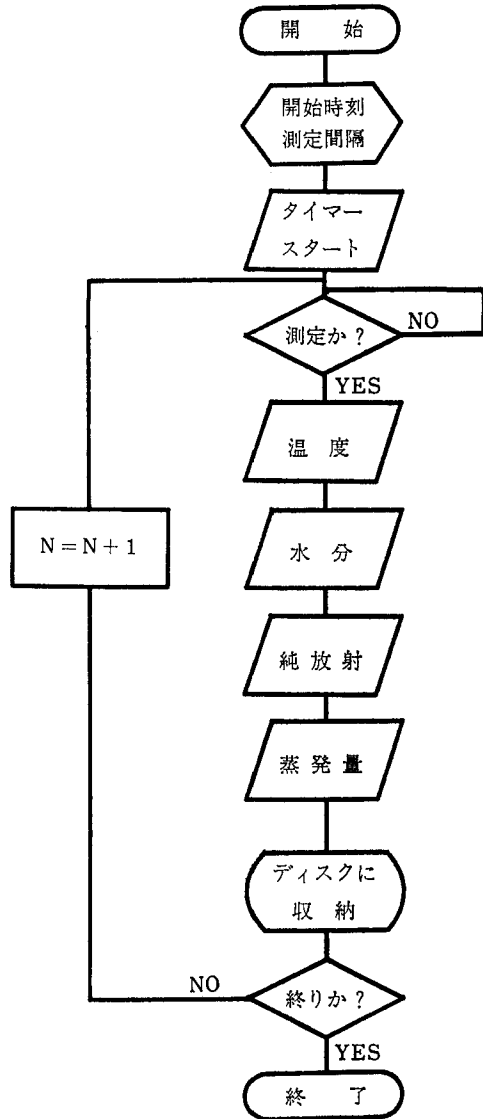 開始
開始時刻
測定間隔
タイマー
スタート
測定か?
NO
YES
温度
水分
N=N+1
純放射
蒸発量
ディスクに
収納
NO
終りか?
YES
終了